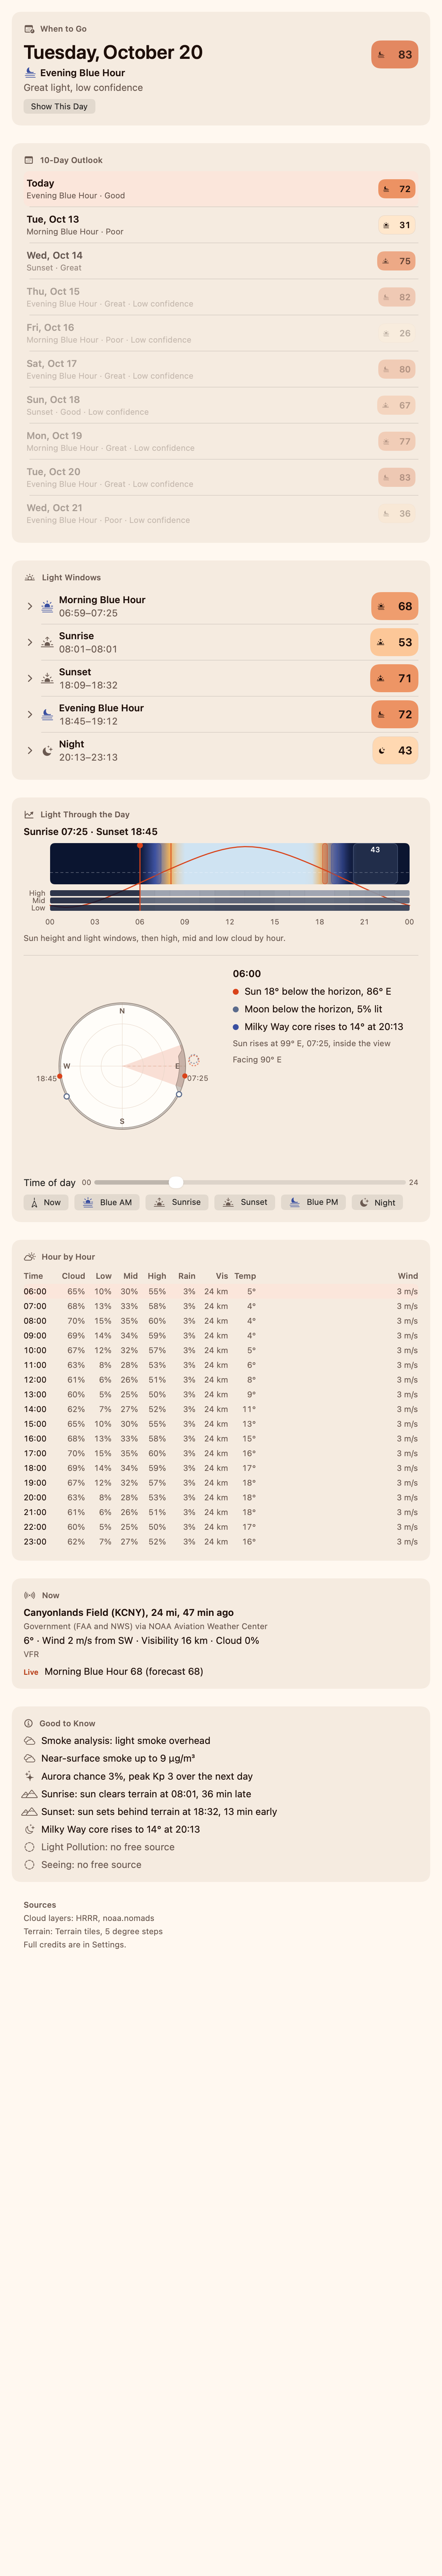 When to Go
Tuesday, October 20
83
Evening Blue Hour
Great light, low confidence
Show This Day
10-Day Outlook
Today
Evening Blue Hour · Good
72
Tue, Oct 13
Morning Blue Hour · Poor
31
Wed, Oct 14
Sunset · Great
75
Thu, Oct 15
Evening Blue Hour · Great · Low confidence
82
Fri, Oct 16
Morning Blue Hour · Poor · Low confidence
26
Sat, Oct 17
Evening Blue Hour · Great · Low confidence
80
Sun, Oct 18
Sunset · Good · Low confidence
67
Mon, Oct 19
Morning Blue Hour · Great · Low confidence
77
Tue, Oct 20
Evening Blue Hour · Great · Low confidence
83
Wed, Oct 21
Evening Blue Hour · Poor · Low confidence
36
Light Windows
Morning Blue Hour
06:59–07:25
68
Sunrise
08:01–08:01
53
Sunset
18:09–18:32
71
Evening Blue Hour
18:45–19:12
72
Night
20:13–23:13
43
Light Through the Day
Sunrise 07:25 · Sunset 18:45
43
High
Mid
Low
00 03 06 09 12 15 18 21 00
Sun height and light windows, then high, mid and low cloud by hour.
N
W
E
S
18:45
07:25
06:00
Sun 18° below the horizon, 86° E
Moon below the horizon, 5% lit
Milky Way core rises to 14° at 20:13
Sun rises at 99° E, 07:25, inside the view
Facing 90° E
Time of day 00 24
Now Blue AM Sunrise Sunset Blue PM Night
Hour by Hour
Time Cloud Low Mid High Rain Vis Temp Wind
06:00 65% 10% 30% 55% 3% 24 km 5° 3 m/s
07:00 68% 13% 33% 58% 3% 24 km 4° 3 m/s
08:00 70% 15% 35% 60% 3% 24 km 4° 3 m/s
09:00 69% 14% 34% 59% 3% 24 km 4° 3 m/s
10:00 67% 12% 32% 57% 3% 24 km 5° 3 m/s
11:00 63% 8% 28% 53% 3% 24 km 6° 3 m/s
12:00 61% 6% 26% 51% 3% 24 km 8° 3 m/s
13:00 60% 5% 25% 50% 3% 24 km 9° 3 m/s
14:00 62% 7% 27% 52% 3% 24 km 11° 3 m/s
15:00 65% 10% 30% 55% 3% 24 km 13° 3 m/s
16:00 68% 13% 33% 58% 3% 24 km 15° 3 m/s
17:00 70% 15% 35% 60% 3% 24 km 16° 3 m/s
18:00 69% 14% 34% 59% 3% 24 km 17° 3 m/s
19:00 67% 12% 32% 57% 3% 24 km 18° 3 m/s
20:00 63% 8% 28% 53% 3% 24 km 18° 3 m/s
21:00 61% 6% 26% 51% 3% 24 km 18° 3 m/s
22:00 60% 5% 25% 50% 3% 24 km 17° 3 m/s
23:00 62% 7% 27% 52% 3% 24 km 16° 3 m/s
Now
Canyonlands Field (KCNY), 24 mi, 47 min ago
Government (FAA and NWS) via NOAA Aviation Weather Center
6° · Wind 2 m/s from SW · Visibility 16 km · Cloud 0%
VFR
Live Morning Blue Hour 68 (forecast 68)
Good to Know
Smoke analysis: light smoke overhead
Near-surface smoke up to 9 µg/m³
Aurora chance 3%, peak Kp 3 over the next day
Sunrise: sun clears terrain at 08:01, 36 min late
Sunset: sun sets behind terrain at 18:32, 13 min early
Milky Way core rises to 14° at 20:13
Light Pollution: no free source
Seeing: no free source
Sources
Cloud layers: HRRR, noaa.nomads
Terrain: Terrain tiles, 5 degree steps
Full credits are in Settings.